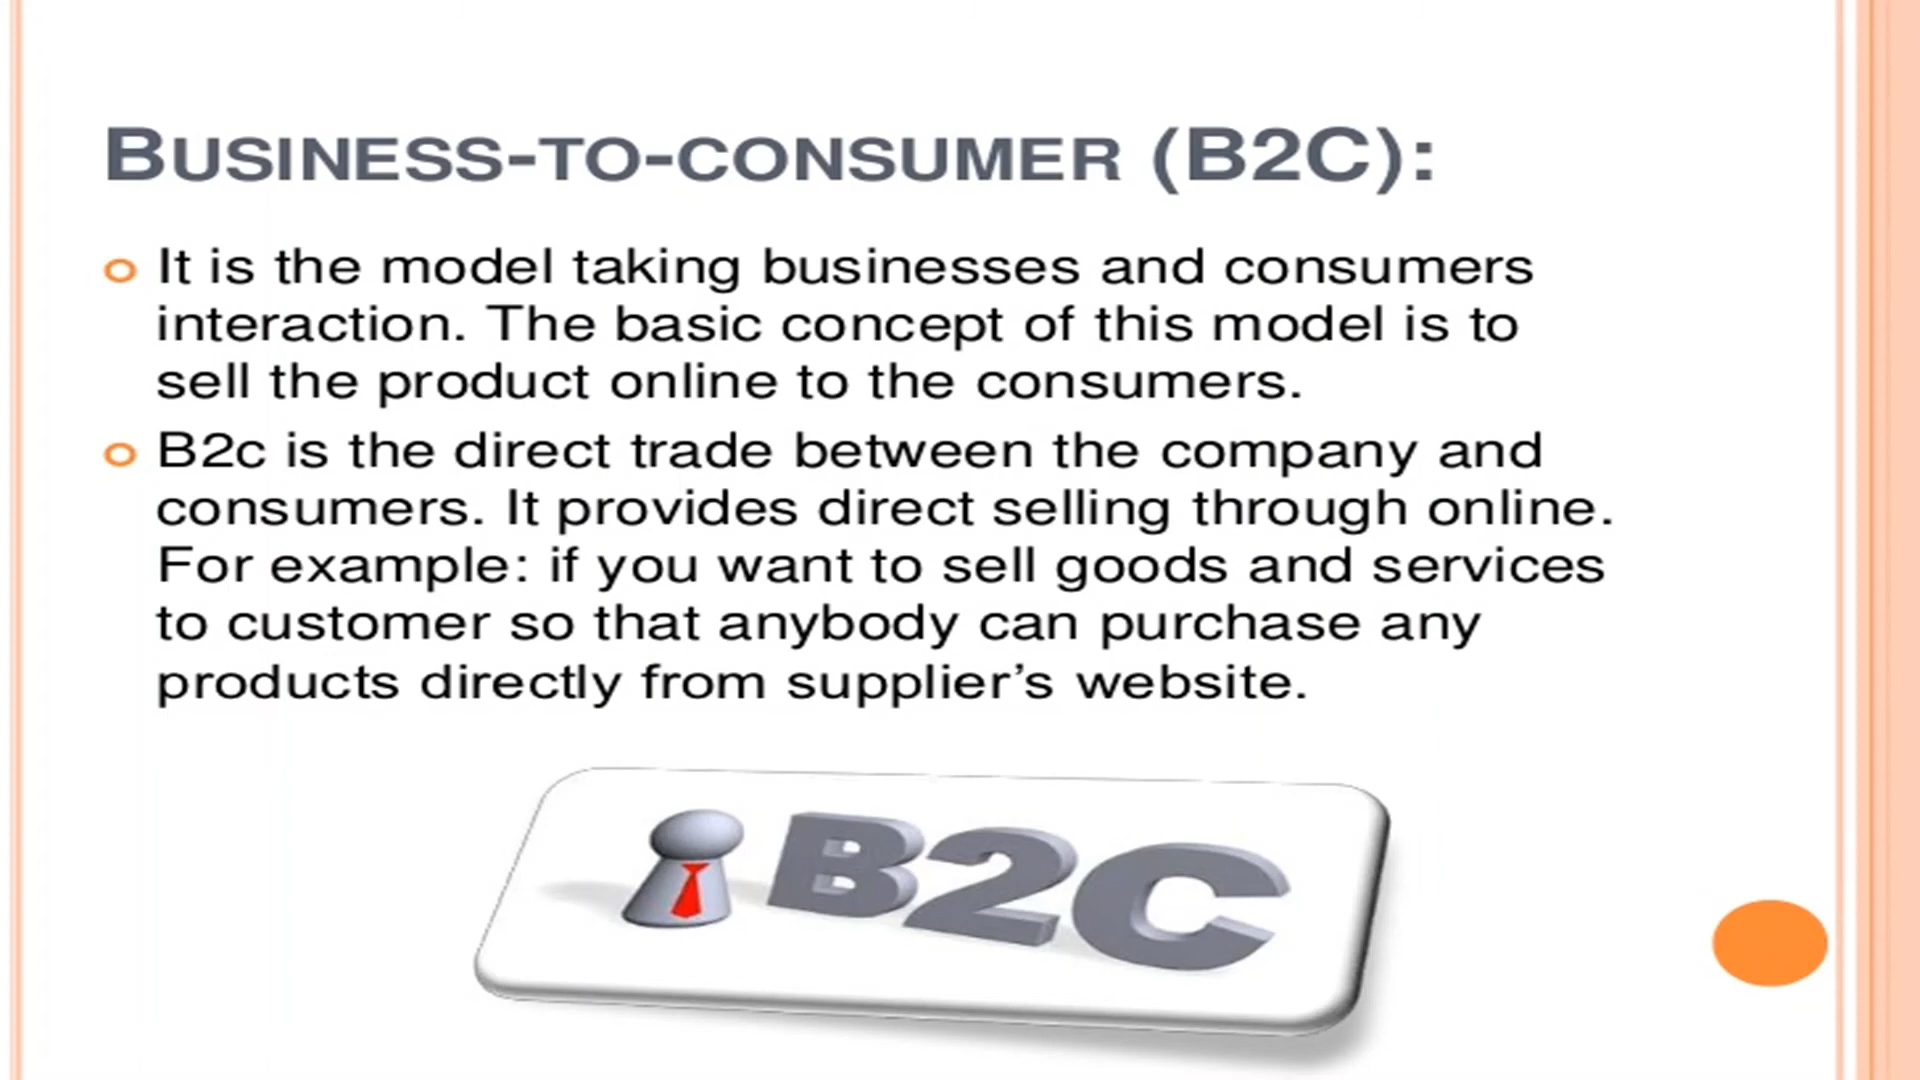 BUSINESS-TO-CONSUMER (B2C):
It is the model taking businesses and consumers
interaction. The basic concept of this model is to
sell the product online to the consumers.
B2c is the direct trade between the company and
consumers. It provides direct selling through online.
For example: if you want to sell goods and services
to customer so that anybody can purchase any
products directly from supplier’s website.
B2C